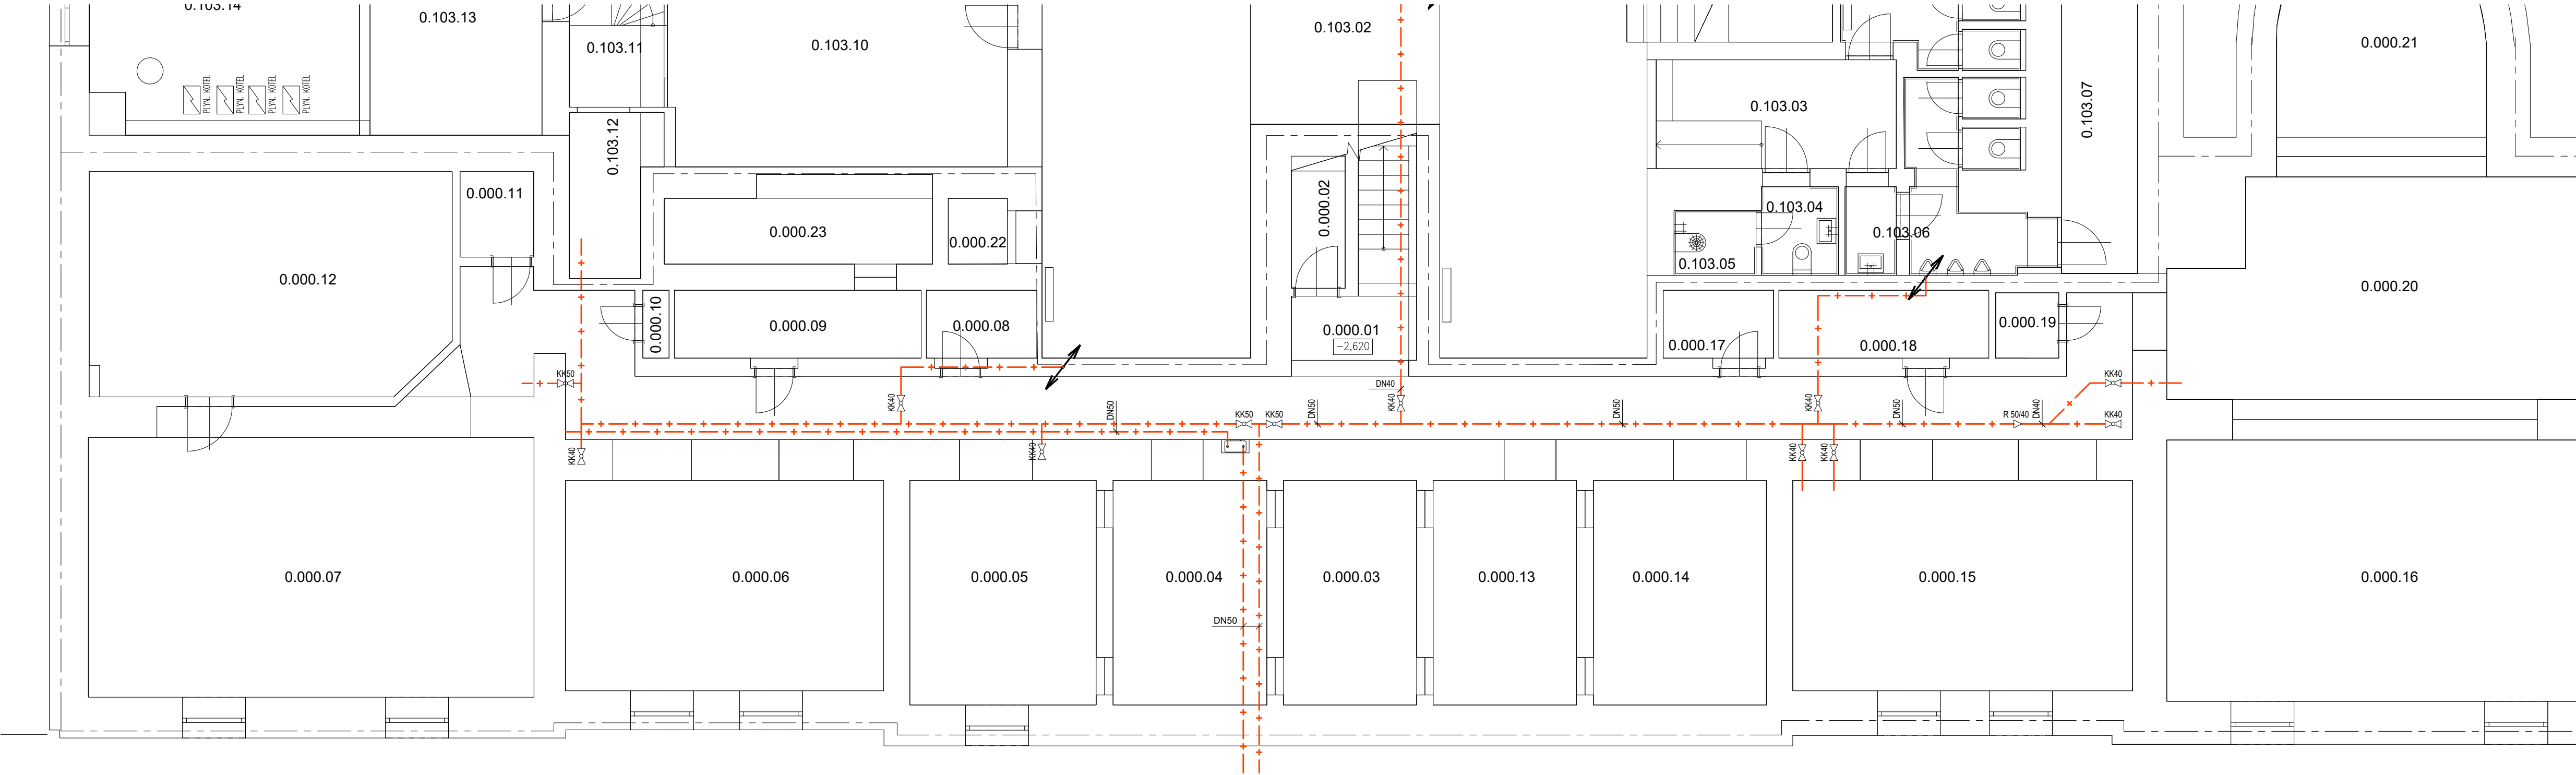 0.103.14
0.103.13
0.103.11
0.103.10
0.103.02
0.000.21
PLYN. KOTEL
PLYN. KOTEL
PLYN. KOTEL
PLYN. KOTEL
0.103.12
0.103.03
0.103.07
0.000.11
0.000.12
0.000.23
0.000.22
0.000.02
0.103.04
0.103.05
0.103.06
0.000.20
0.000.10
0.000.09
0.000.08
0.000.01
-2,620
0.000.17
0.000.18
0.000.19
KK50
KK40
DN40
KK40
KK40
KK40
DN50
KK50
KK50
DN50
DN50
DN50
R 50/40
DN40
KK40
KK40
KK40
KK40
KK40
0.000.07
0.000.06
0.000.05
0.000.04
0.000.03
0.000.13
0.000.14
0.000.15
0.000.16
DN50